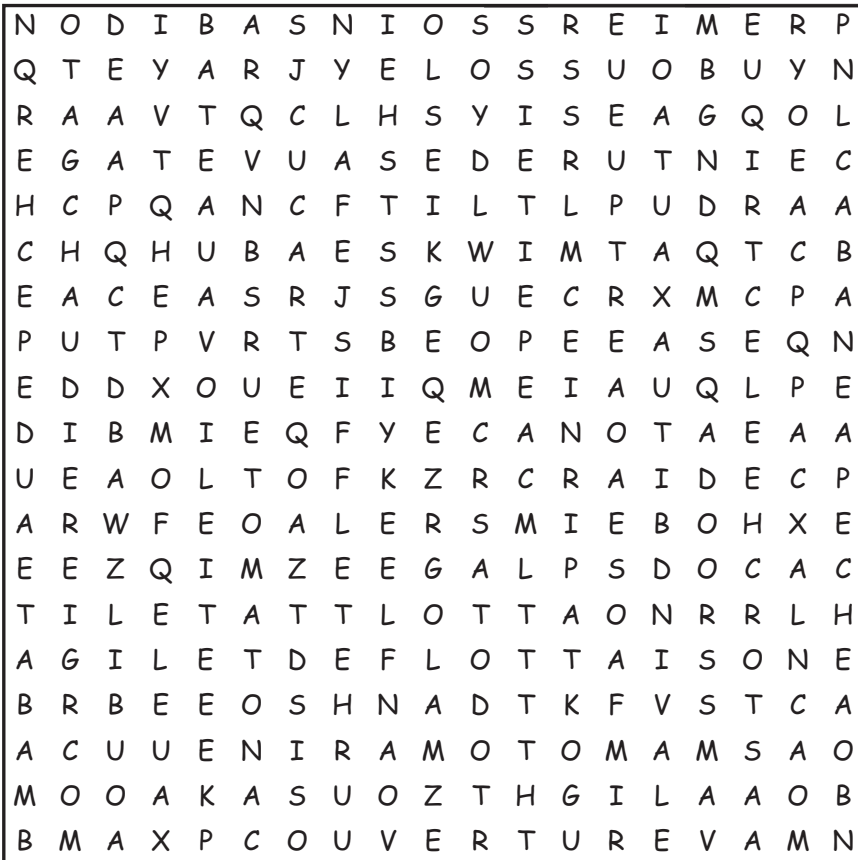 N O D I B A S N I O S S R E I M E R P
Q T E Y A R J Y E L O S S U O B U Y N
R A A V T Q C L H S Y I S E A G Q O L
E G A T E V U A S E D E R U T N I E C
H C P Q A N C F T I L T L P U D R A A
C H Q H U B A E S K W I M T A Q T C B
E A C E A S R J S G U E C R X M C P A
P U T P V R T S B E O P E E A S E Q N
E D D X O U E I I Q M E I A U Q L P E
D I B M I E Q F Y E C A N O T A E A A
U E A O L T O F K Z R C R A I D E C P
A R W F E O A L E R S M I E B O H X E
E E Z Q I M Z E E G A L P S D O C A C
T I L E T A T T L O T T A O N R R L H
A G I L E T D E F L O T T A I S O N E
B R B E E O S H N A D T K F V S T C A
A C U U E N I R A M O T O M A M S A O
M O O A K A S U O Z T H G I L A A O B
B M A X P C O U V E R T U R E V A M N